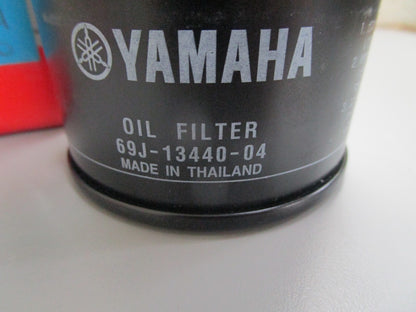 YAMAHA
OIL FILTER
69J-13440-04
MADE IN THAILAND